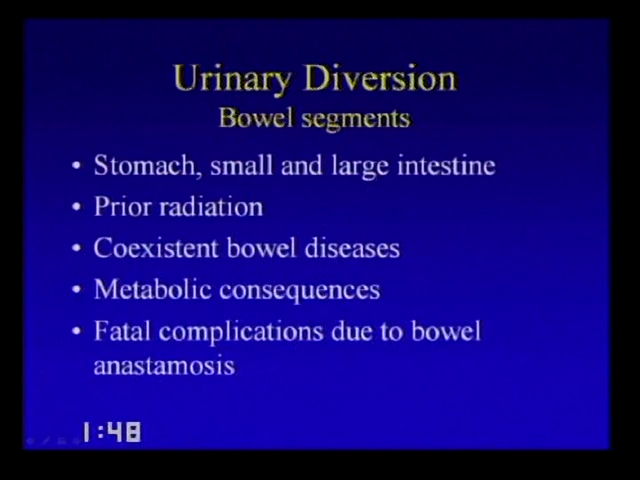 Urinary Diversion
Bowel segments
• Stomach, small and large intestine
• Prior radiation
• Coexistent bowel diseases
• Metabolic consequences
• Fatal complications due to bowel
anastamosis
1:48